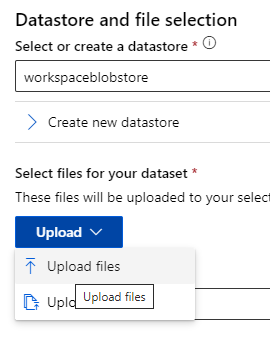 Datastore and file selection
Select or create a datastore *
workspaceblobstore
Create new datastore
Select files for your dataset *
These files will be uploaded to your selec
Upload
Upload files
Uplo
Upload files